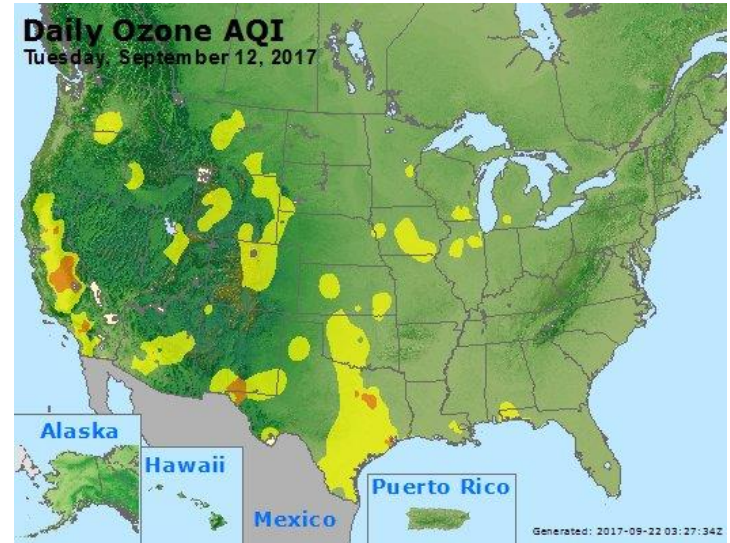 Daily Ozone AQI
Tuesday, September 12, 2017
Alaska
Hawaii
Mexico
Puerto Rico
Generated: 2017-09-22 03:27:34Z